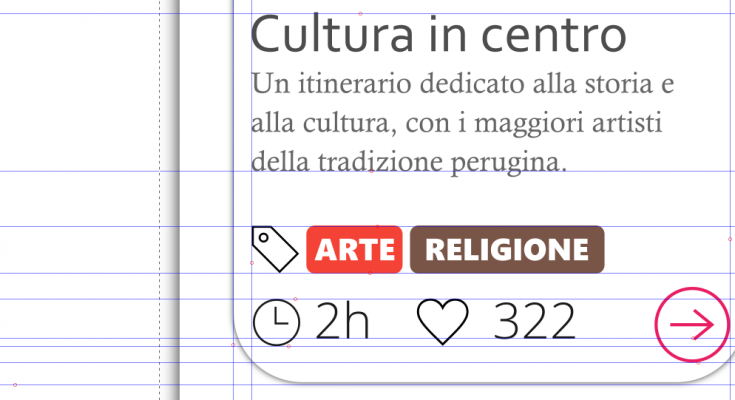 Cultura in centro
Un itinerario dedicato alla storia e
alla cultura, con i maggiori artisti
della tradizione perugina.
ARTE RELIGIONE
2h 322